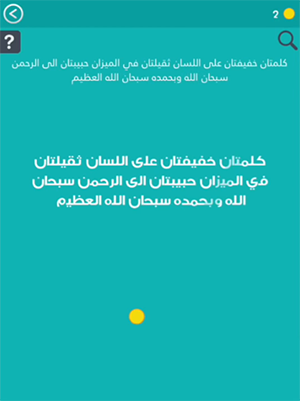 2
?
كلمتان خفيفتان على اللسان ثقيلتان في الميزان حبيبتان الى الرحمن
سبحان الله وبحمده سبحان الله العظيم
كلمتان خفيفتان على اللسان ثقيلتان
في الميزان حبيبتان الى الرحمن سبحان
الله وبحمده سبحان الله العظيم